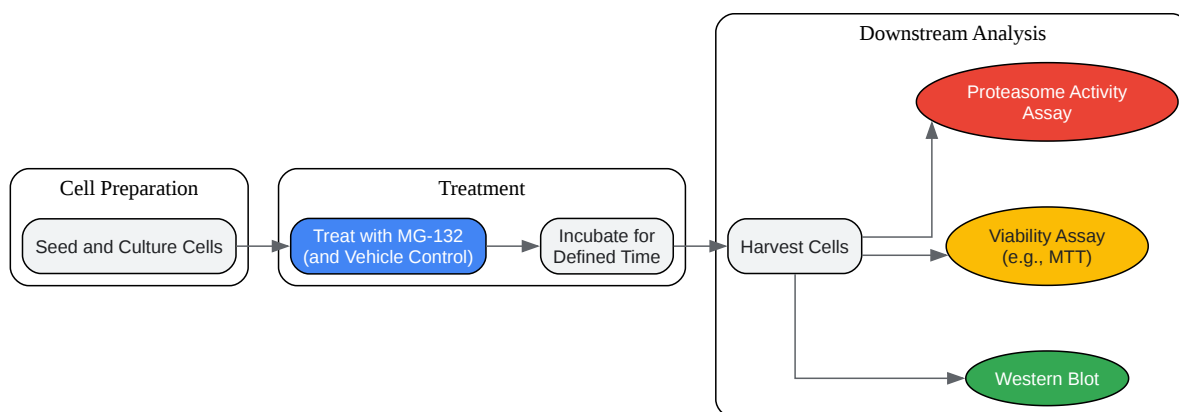 Cell Preparation
Seed and Culture Cells
Treatment
Treat with MG-132
(and Vehicle Control)
Incubate for
Defined Time
Downstream Analysis
Harvest Cells
Proteasome Activity
Assay
Viability Assay
(e.g., MTT)
Western Blot